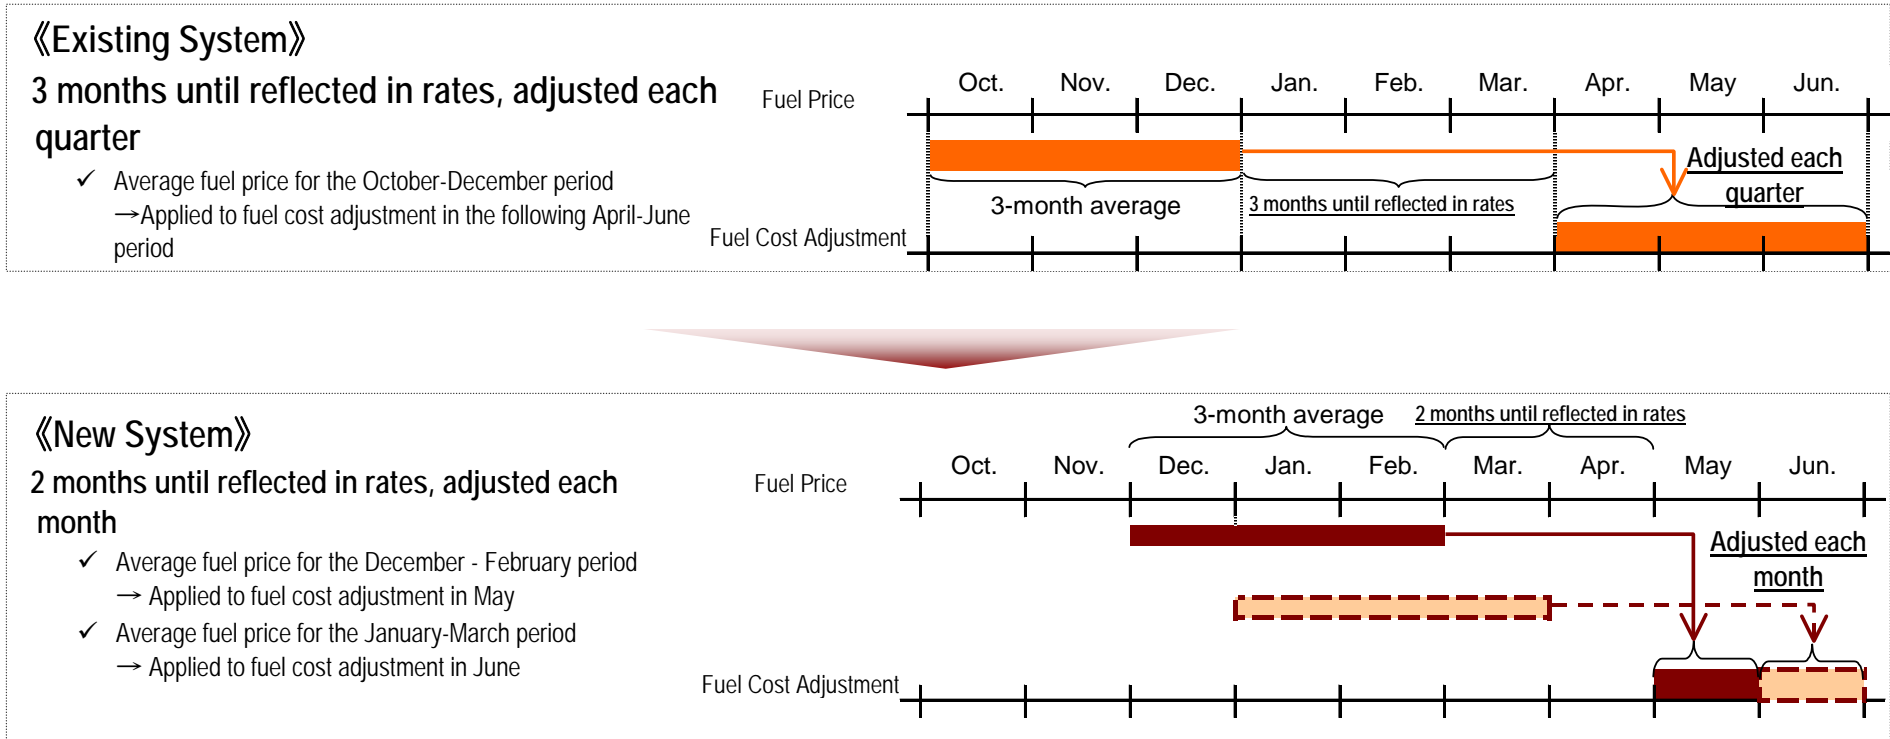 《Existing System》
3 months until reflected in rates, adjusted each
quarter
✓ Average fuel price for the October-December period
→Applied to fuel cost adjustment in the following April-June
period
Fuel Price
Oct. Nov. Dec. Jan. Feb. Mar. Apr. May Jun.
Adjusted each
quarter
3-month average
3 months until reflected in rates
Fuel Cost Adjustment
《New System》
2 months until reflected in rates, adjusted each
month
✓ Average fuel price for the December - February period
→ Applied to fuel cost adjustment in May
✓ Average fuel price for the January-March period
→ Applied to fuel cost adjustment in June
3-month average
2 months until reflected in rates
Fuel Price
Oct. Nov. Dec. Jan. Feb. Mar. Apr. May Jun.
Adjusted each
month
Fuel Cost Adjustment